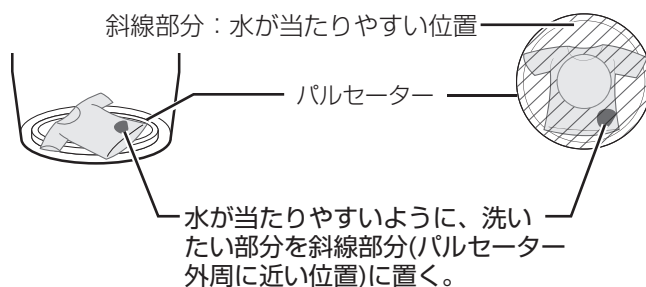 斜線部分：水が当たりやすい位置
パルセーター
水が当たりやすいように、洗い
たい部分を斜線部分(パルセーター
外周に近い位置)に置く。